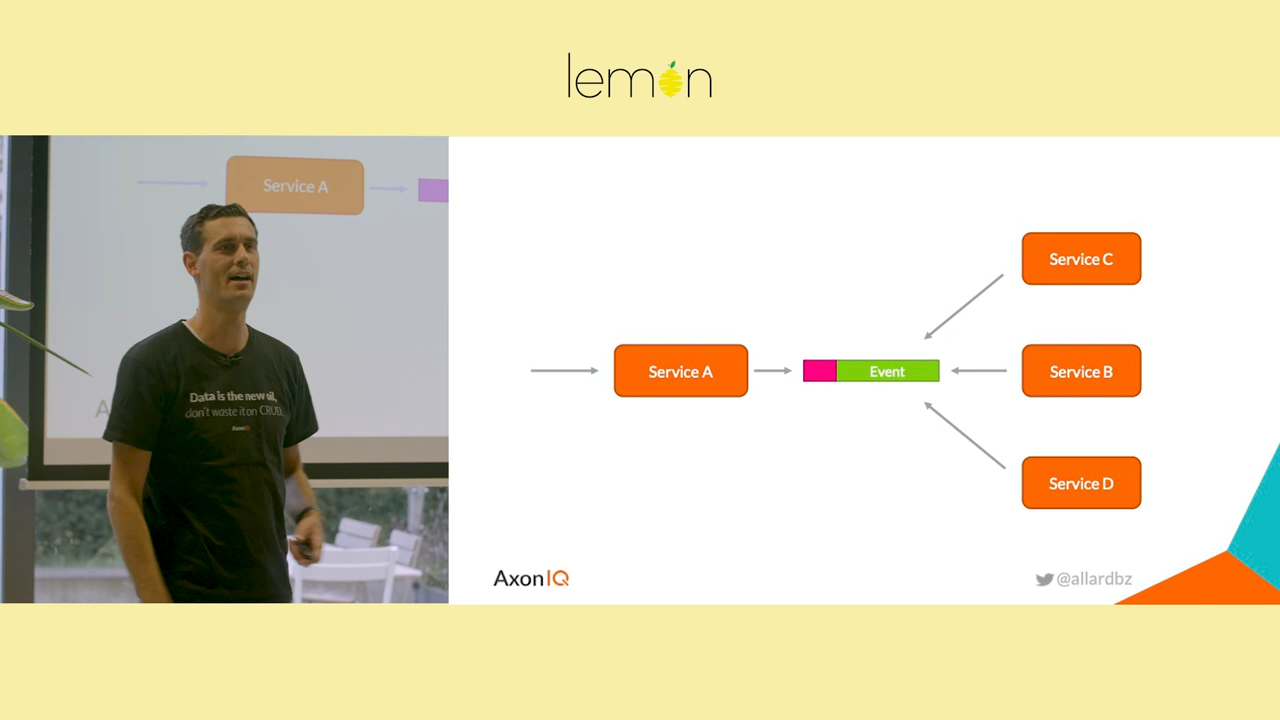 lemon
Service A
Data is the new oil,
don't waste it on CRUD.
AxonIQ
A
Service C
Service A
Event
Service B
Service D
AxonIQ
@allardbz